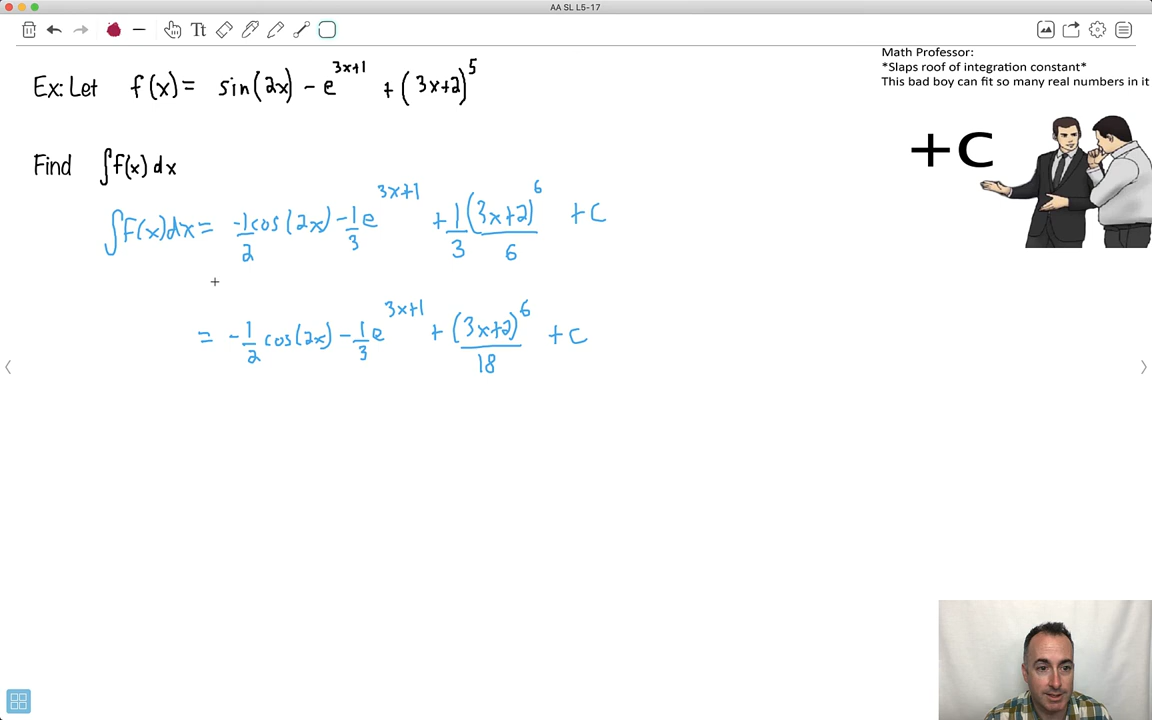 AA SL L5-17
Tt
Math Professor:
*Slaps roof of integration constant*
This bad boy can fit so many real numbers in it
+C
Ex: Let f(x) = sin(2x) - e^{3x+1} + (3x+2)^5
Find ∫f(x) dx
∫f(x)dx = -1/2 cos(2x) - 1/3 e^{3x+1} + 1/3 (3x+2)^6/6 + C
= -1/2 cos(2x) - 1/3 e^{3x+1} + (3x+2)^6/18 + C